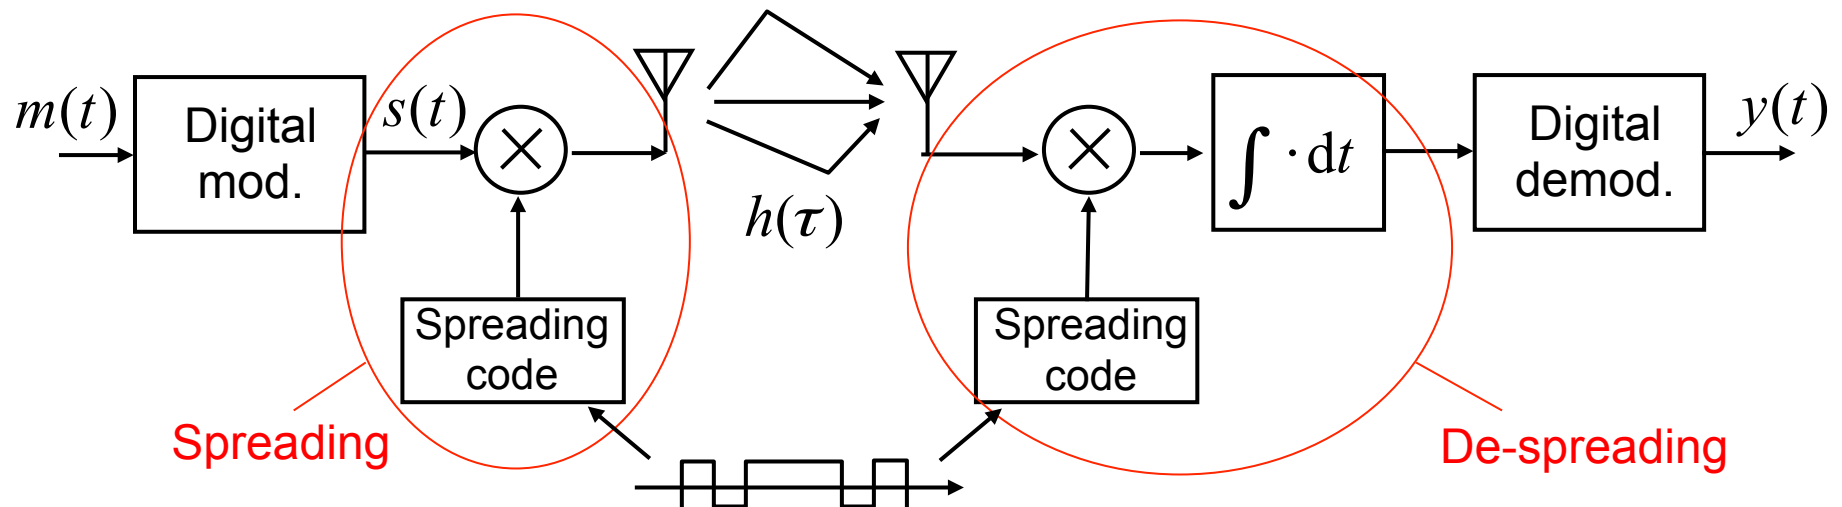 m(t)
Digital
mod.
s(t)
h(τ)
∫ · dt
Digital
demod.
y(t)
Spreading
code
Spreading
code
Spreading
De-spreading